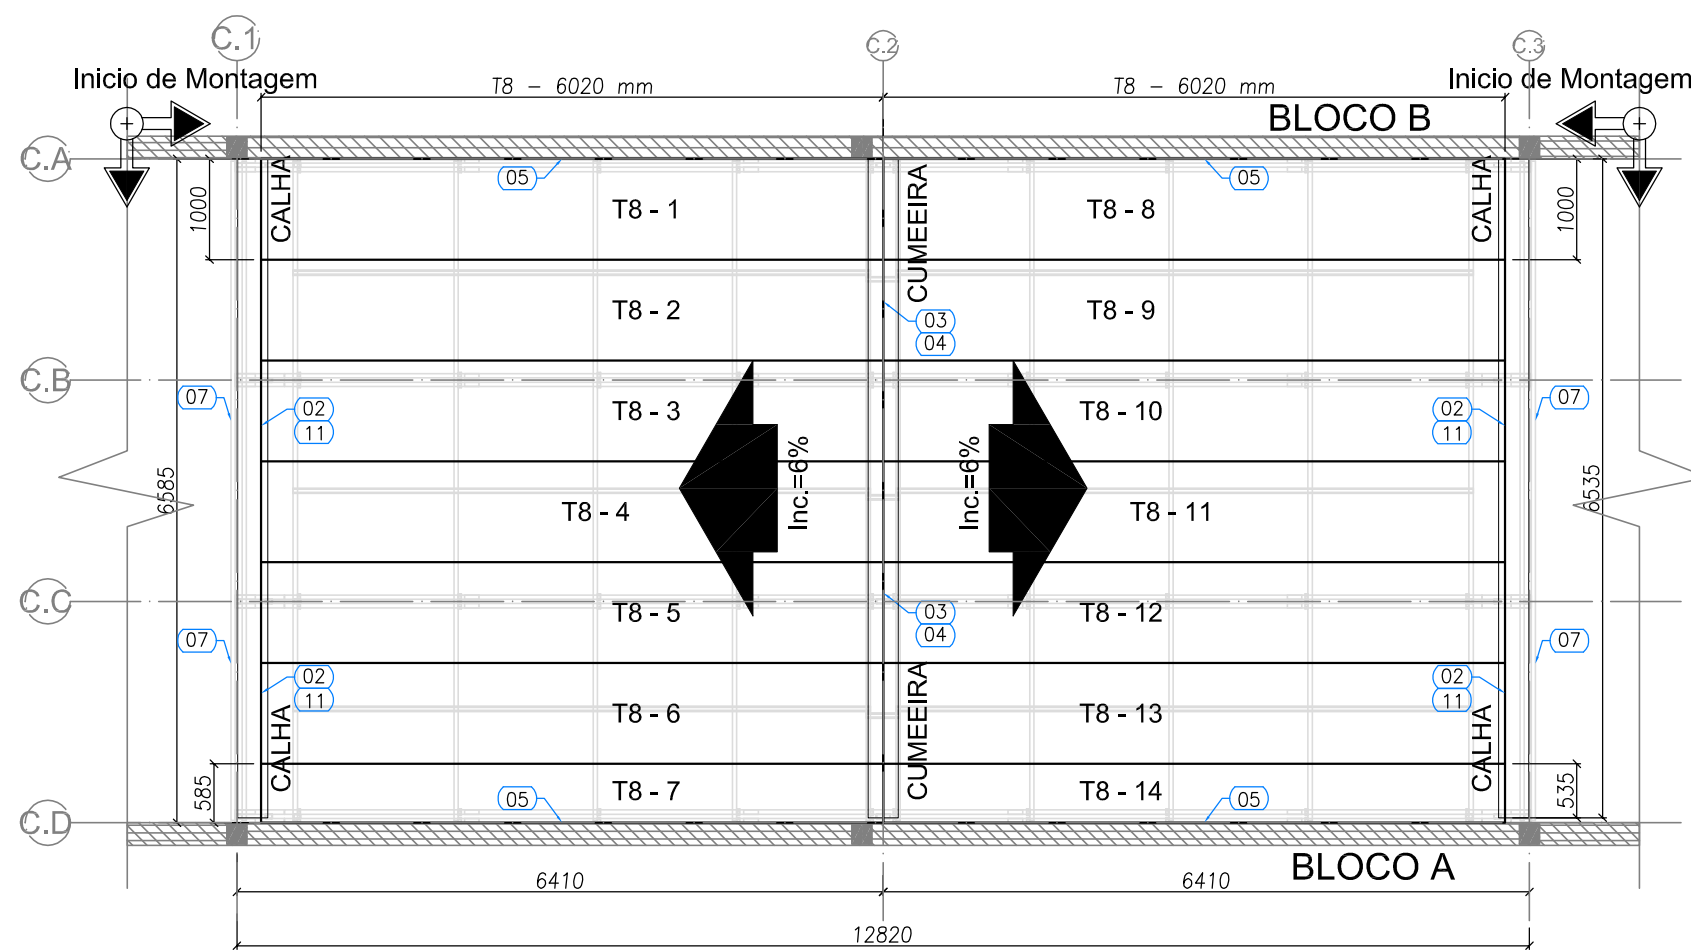 C.1
C.2
C.3
Inicio de Montagem
T8 - 6020 mm
T8 - 6020 mm
Inicio de Montagem
BLOCO B
C.A
05
05
1000
CALHA
T8 - 1
CUMEEIRA
T8 - 8
CALHA
1000
T8 - 2
T8 - 9
03
04
C.B
07
02
11
T8 - 3
T8 - 10
02
11
07
6585
T8 - 4
Inc.=6%
Inc.=6%
T8 - 11
6535
C.C
T8 - 5
03
04
T8 - 12
07
07
02
11
02
11
CALHA
T8 - 6
CUMEEIRA
T8 - 13
CALHA
585
T8 - 7
T8 - 14
535
05
05
C.D
BLOCO A
6410
6410
12820